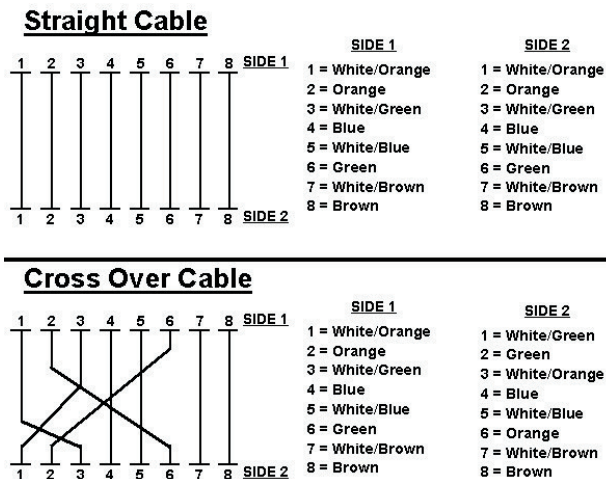 Straight Cable
1 2 3 4 5 6 7 8 SIDE 1
1 2 3 4 5 6 7 8 SIDE 2
SIDE 1
1 = White/Orange
2 = Orange
3 = White/Green
4 = Blue
5 = White/Blue
6 = Green
7 = White/Brown
8 = Brown
SIDE 2
1 = White/Orange
2 = Orange
3 = White/Green
4 = Blue
5 = White/Blue
6 = Green
7 = White/Brown
8 = Brown
Cross Over Cable
1 2 3 4 5 6 7 8 SIDE 1
1 2 3 4 5 6 7 8 SIDE 2
SIDE 1
1 = White/Orange
2 = Orange
3 = White/Green
4 = Blue
5 = White/Blue
6 = Green
7 = White/Brown
8 = Brown
SIDE 2
1 = White/Green
2 = Green
3 = White/Orange
4 = Blue
5 = White/Blue
6 = Orange
7 = White/Brown
8 = Brown